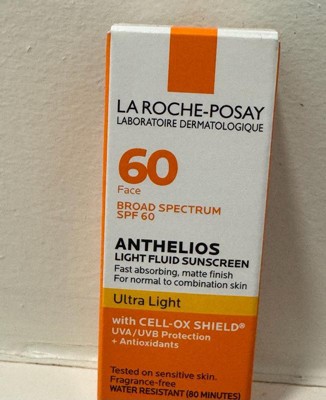 LA ROCHE-POSAY
LABORATOIRE DERMATOLOGIQUE
60
Face
BROAD SPECTRUM
SPF 60
ANTHELIOS
LIGHT FLUID SUNSCREEN
Fast absorbing, matte finish
For normal to combination skin
Ultra Light
with CELL-OX SHIELD®
UVA/UVB Protection
+ Antioxidants
Tested on sensitive skin.
Fragrance-free
WATER RESISTANT (80 MINUTES)